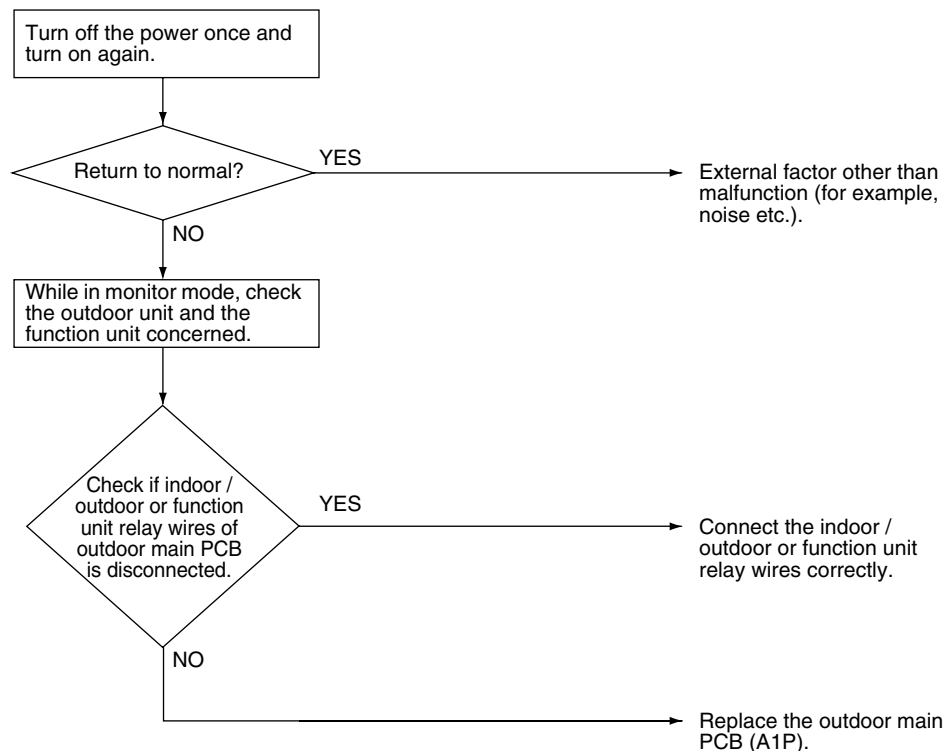 Turn off the power once and
turn on again.
Return to normal?
YES
External factor other than
malfunction (for example,
noise etc.).
NO
While in monitor mode, check
the outdoor unit and the
function unit concerned.
Check if indoor /
outdoor or function
unit relay wires of
outdoor main PCB
is disconnected.
YES
Connect the indoor /
outdoor or function unit
relay wires correctly.
NO
Replace the outdoor main
PCB (A1P).